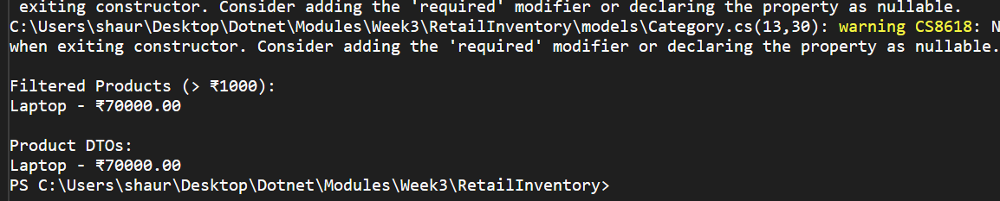 exiting constructor. Consider adding the 'required' modifier or declaring the property as nullable.
C:\Users\shaur\Desktop\Dotnet\Modules\Week3\RetailInventory\models\Category.cs(13,30): warning CS8618: N
when exiting constructor. Consider adding the 'required' modifier or declaring the property as nullable.
Filtered Products (> ₹1000):
Laptop - ₹70000.00
Product DTOs:
Laptop - ₹70000.00
PS C:\Users\shaur\Desktop\Dotnet\Modules\Week3\RetailInventory>